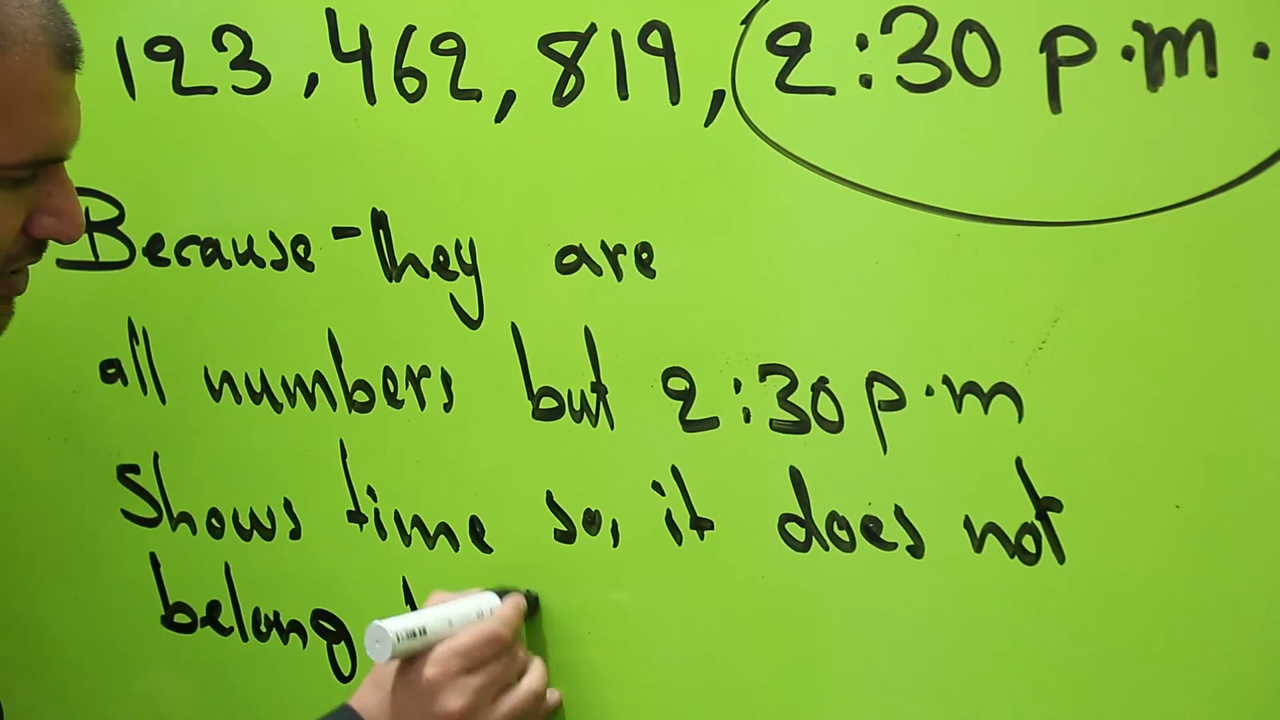 123, 462, 819, 2:30 p.m.
Because they are
all numbers but 2:30 p.m
Shows time so, it does not
belong